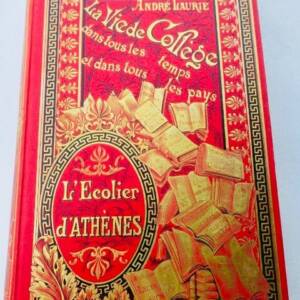 ANDRÉ LAURIE
La Vie de Collège
dans tous les temps
et dans tous les pays
L'Ecolier
d'ATHÈNES